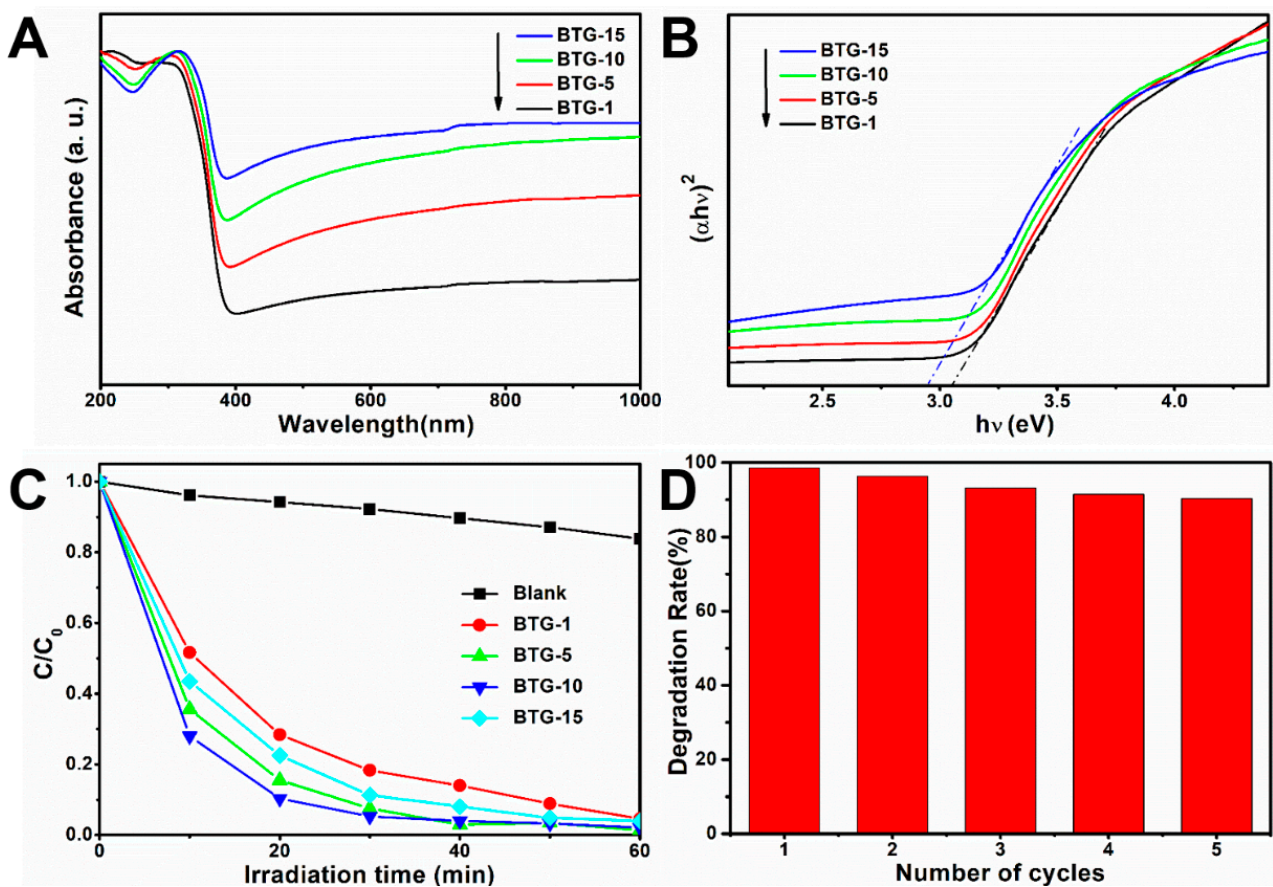 A
BTG-15
BTG-10
BTG-5
BTG-1
Absorbance (a. u.)
200
400
600
800
1000
Wavelength(nm)
B
BTG-15
BTG-10
BTG-5
BTG-1
(αhν)²
2.5
3.0
3.5
4.0
hν (eV)
C
1.0
0.8
0.6
0.4
0.2
0.0
C/C₀
Blank
BTG-1
BTG-5
BTG-10
BTG-15
0
20
40
60
Irradiation time (min)
D
100
80
60
40
20
0
Degradation Rate(%)
1
2
3
4
5
Number of cycles